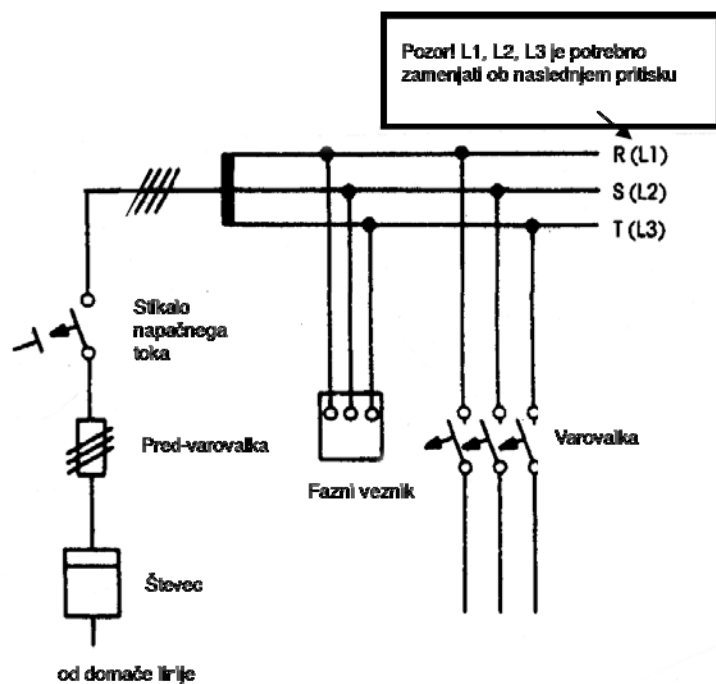 Pozor! L1, L2, L3 je potrebno
zamenjati ob naslednjem pritisku
R (L1)
S (L2)
T (L3)
Stikalo
napačnega
toka
Pred-varovalka
Fazni veznik
Varovalka
Števec
od domače lirije